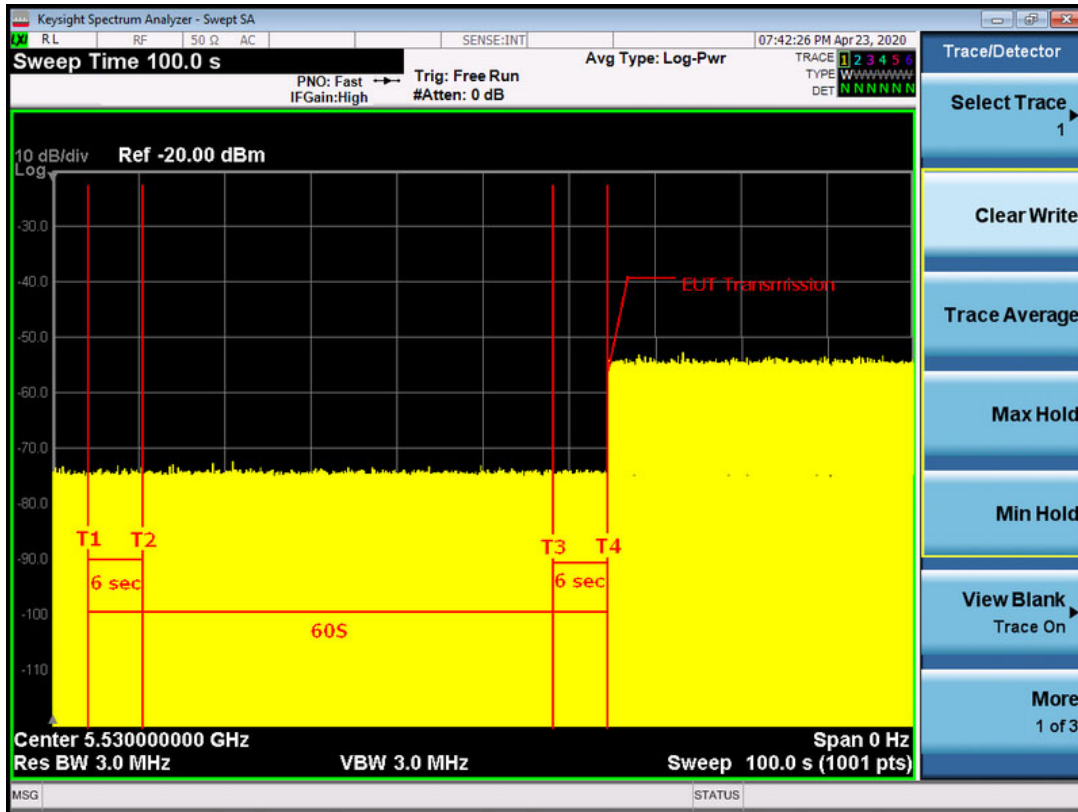 Keysight Spectrum Analyzer - Swept SA
LXI RL RF 50 Ω AC SENSE:INT 07:42:26 PM Apr 23, 2020
Sweep Time 100.0 s
PNO: Fast
IFGain:High
Trig: Free Run
#Atten: 0 dB
Avg Type: Log-Pwr
TRACE 1 2 3 4 5 6
TYPE WWWWWWW
DET N N N N N N
10 dB/div Ref -20.00 dBm
Log
-30.0
-40.0
-50.0
-60.0
-70.0
-80.0
-90.0
-100
-110
EUT Transmission
T1 T2
T3 T4
6 sec
6 sec
60S
Center 5.530000000 GHz Span 0 Hz
Res BW 3.0 MHz VBW 3.0 MHz Sweep 100.0 s (1001 pts)
MSG STATUS
Trace/Detector
Select Trace
1
Clear Write
Trace Average
Max Hold
Min Hold
View Blank
Trace On
More
1 of 3